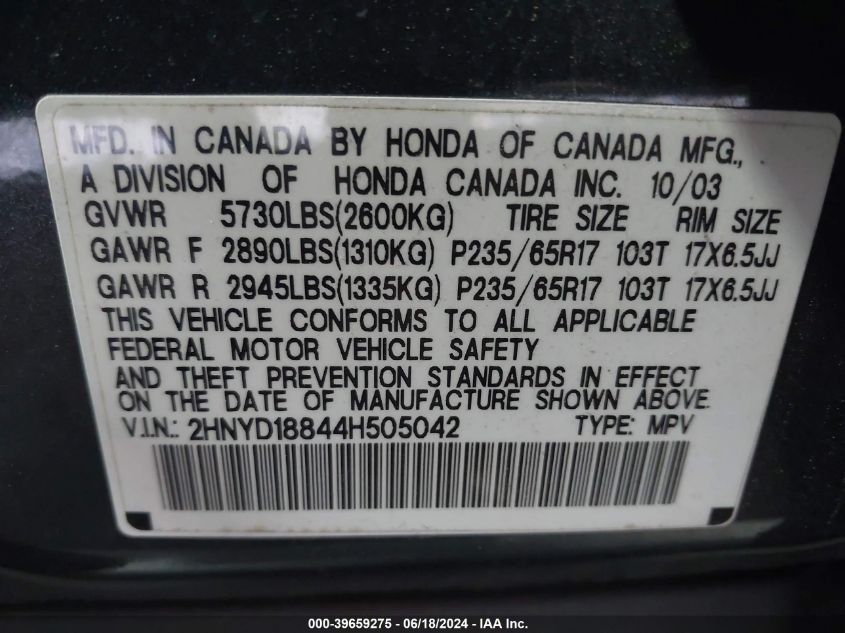 MFD. IN CANADA BY HONDA OF CANADA MFG.,
A DIVISION OF HONDA CANADA INC. 10/03
GVWR 5730LBS(2600KG) TIRE SIZE RIM SIZE
GAWR F 2890LBS(1310KG) P235/65R17 103T 17X6.5JJ
GAWR R 2945LBS(1335KG) P235/65R17 103T 17X6.5JJ
THIS VEHICLE CONFORMS TO ALL APPLICABLE
FEDERAL MOTOR VEHICLE SAFETY
AND THEFT PREVENTION STANDARDS IN EFFECT
ON THE DATE OF MANUFACTURE SHOWN ABOVE.
V.I.N.: 2HNYD18844H505042 TYPE: MPV
000-39659275 - 06/18/2024 - IAA Inc.